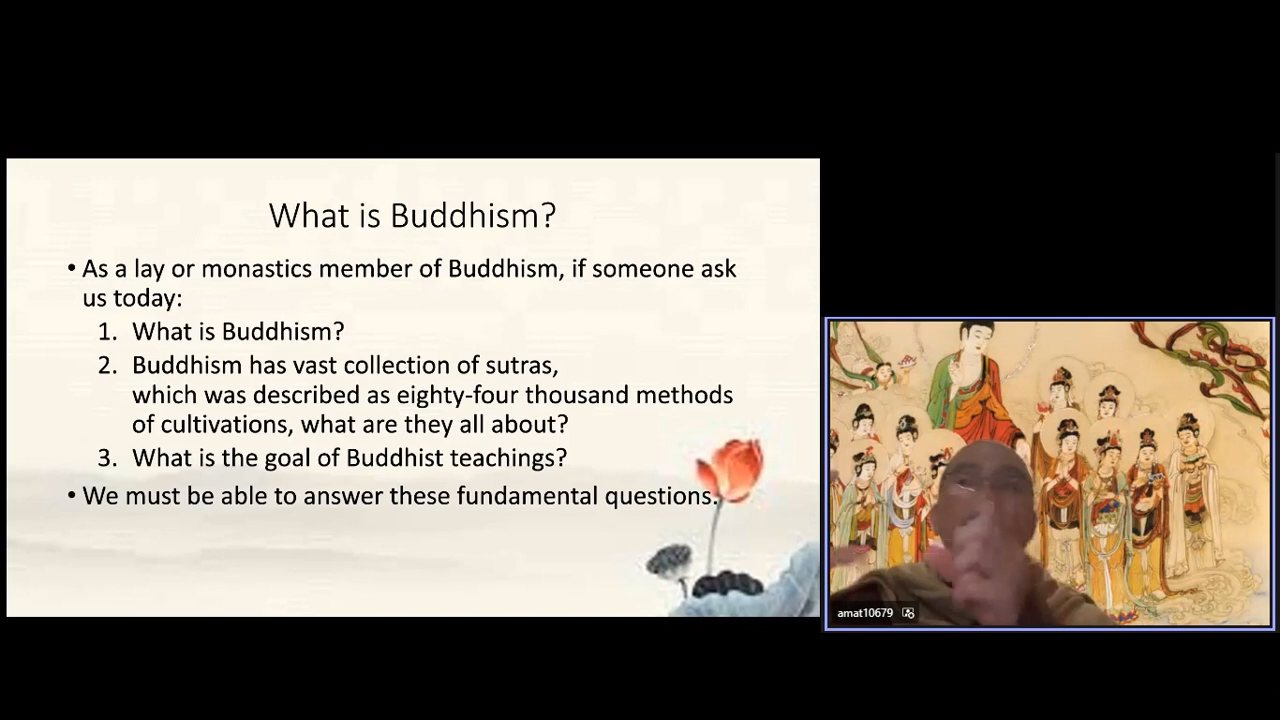 What is Buddhism?
• As a lay or monastics member of Buddhism, if someone ask
us today:
1. What is Buddhism?
2. Buddhism has vast collection of sutras,
which was described as eighty-four thousand methods
of cultivations, what are they all about?
3. What is the goal of Buddhist teachings?
• We must be able to answer these fundamental questions.
amat10679